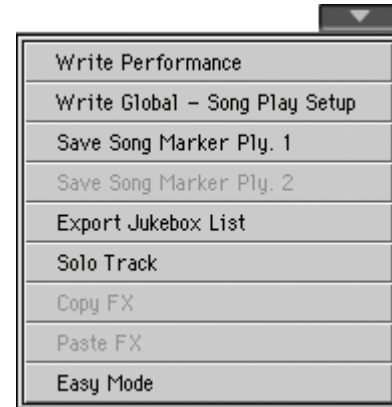 Write Performance
Write Global - Song Play Setup
Save Song Marker Ply. 1
Save Song Marker Ply. 2
Export Jukebox List
Solo Track
Copy FX
Paste FX
Easy Mode